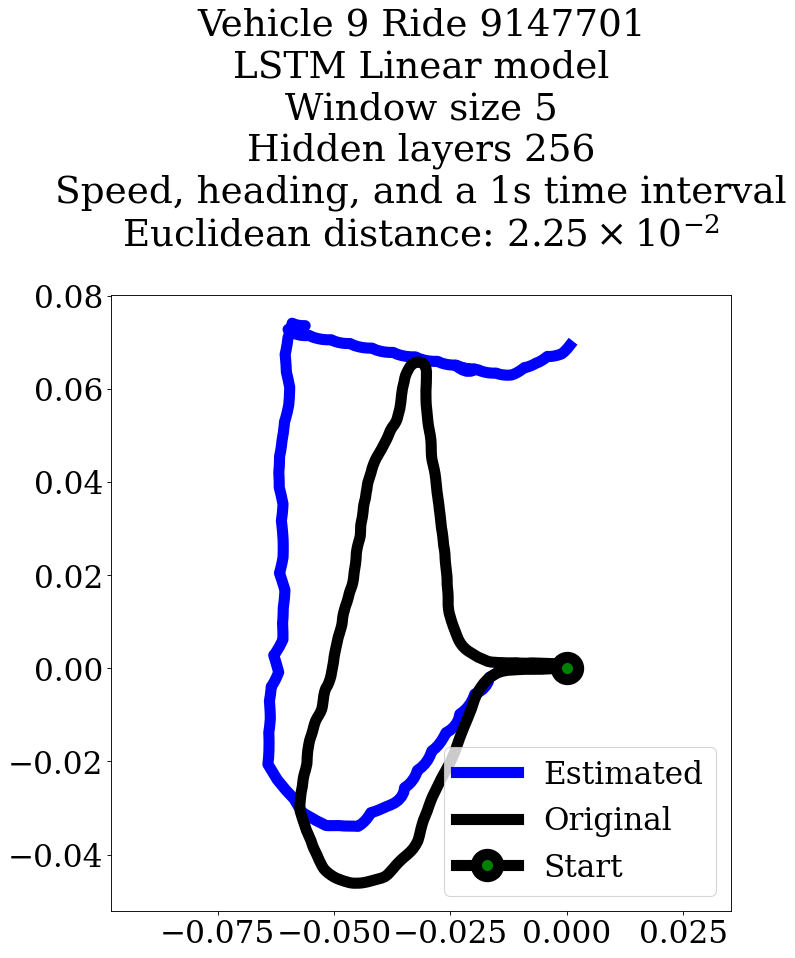 Vehicle 9 Ride 9147701
LSTM Linear model
Window size 5
Hidden layers 256
Speed, heading, and a 1s time interval
Euclidean distance: 2.25 × 10⁻²
0.08
0.06
0.04
0.02
0.00
−0.02
−0.04
Estimated
Original
Start
−0.075 −0.050 −0.025 0.000 0.025